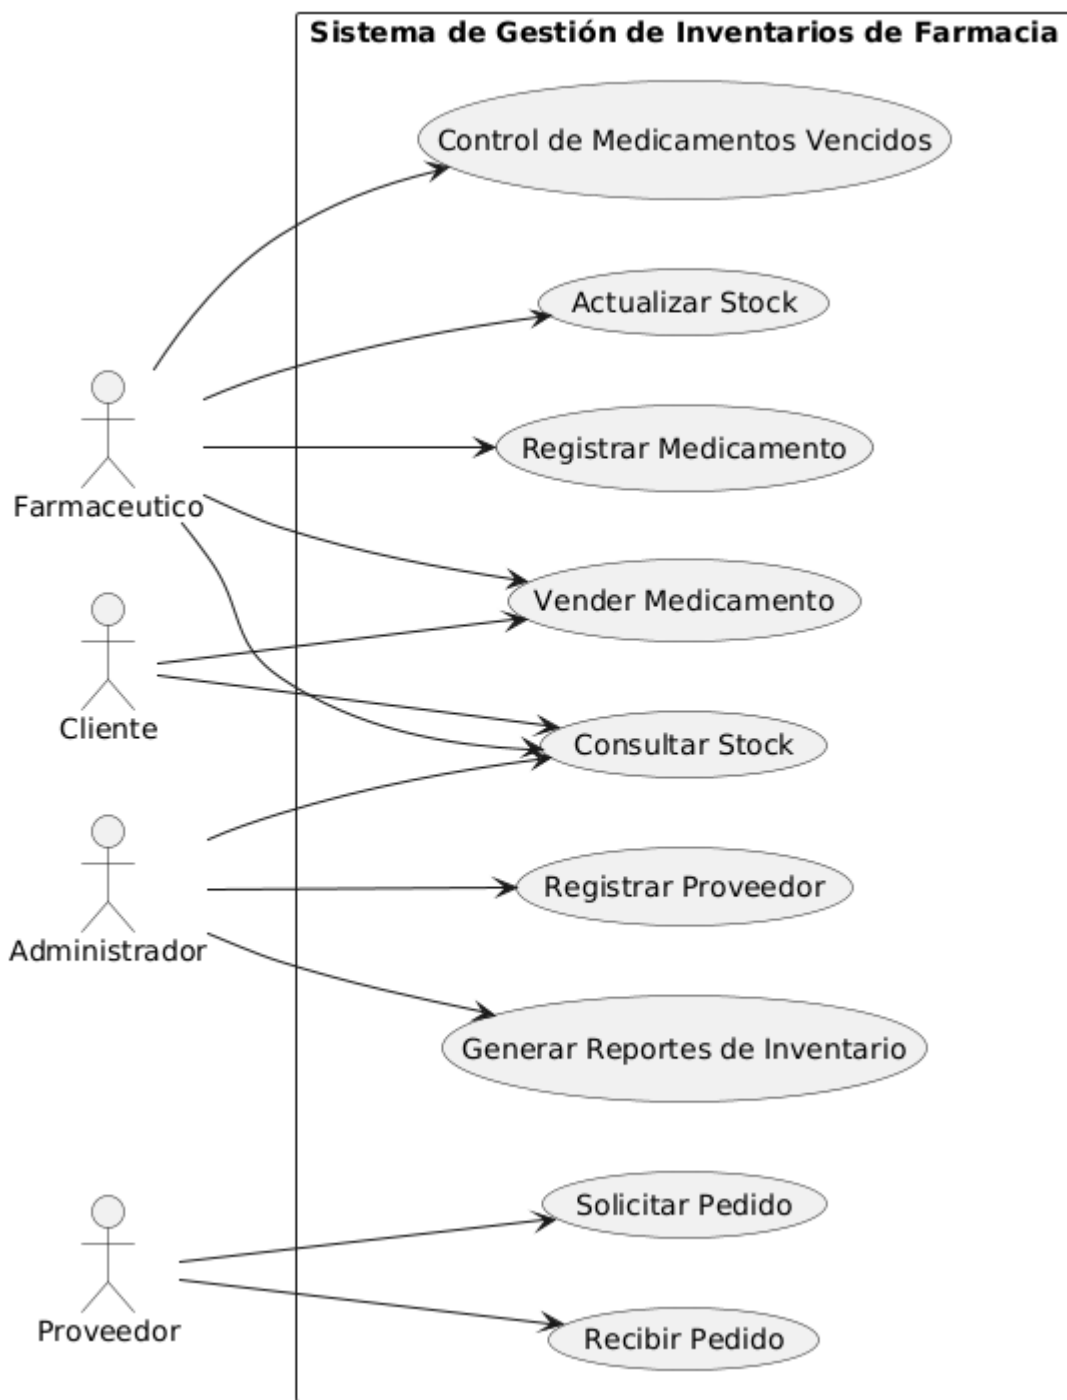 Sistema de Gestión de Inventarios de Farmacia
Control de Medicamentos Vencidos
Actualizar Stock
Registrar Medicamento
Farmaceutico
Vender Medicamento
Cliente
Consultar Stock
Registrar Proveedor
Administrador
Generar Reportes de Inventario
Solicitar Pedido
Proveedor
Recibir Pedido